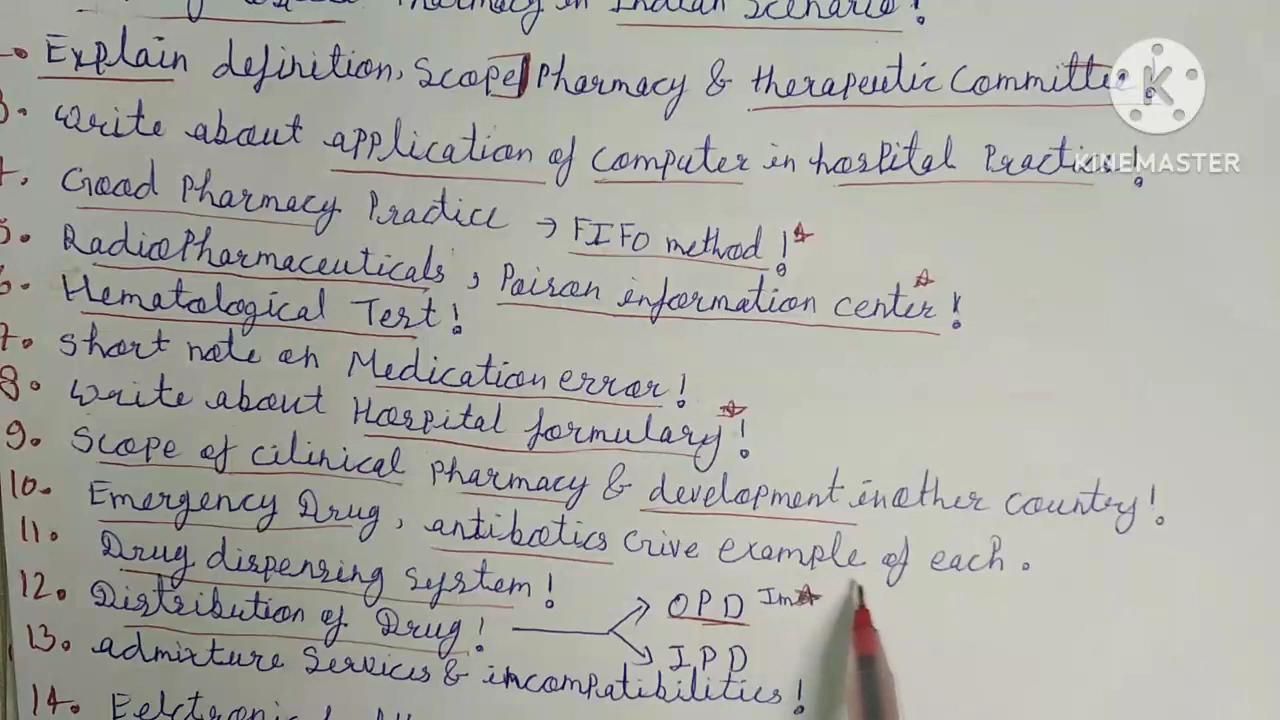 Pharmacy in Indian Scenario!
Explain definition, Scope Pharmacy & therapeutic Committee!
3. Write about application of computer in hospital Practice!
4. Good Pharmacy Practice → FIFO method!
5. RadioPharmaceuticals, Poison information center!
6. Hematological Test!
7. Short note on Medication error!
8. Write about Hospital formulary!
9. Scope of cilinical pharmacy & development in other country!
10. Emergency Drug, antibotics Give example of each.
11. Drug dispensing system!
12. Distribution of Drug! OPD Im
IPD
13. admixture Services & incompatibilities!
14.
K
KINEMASTER